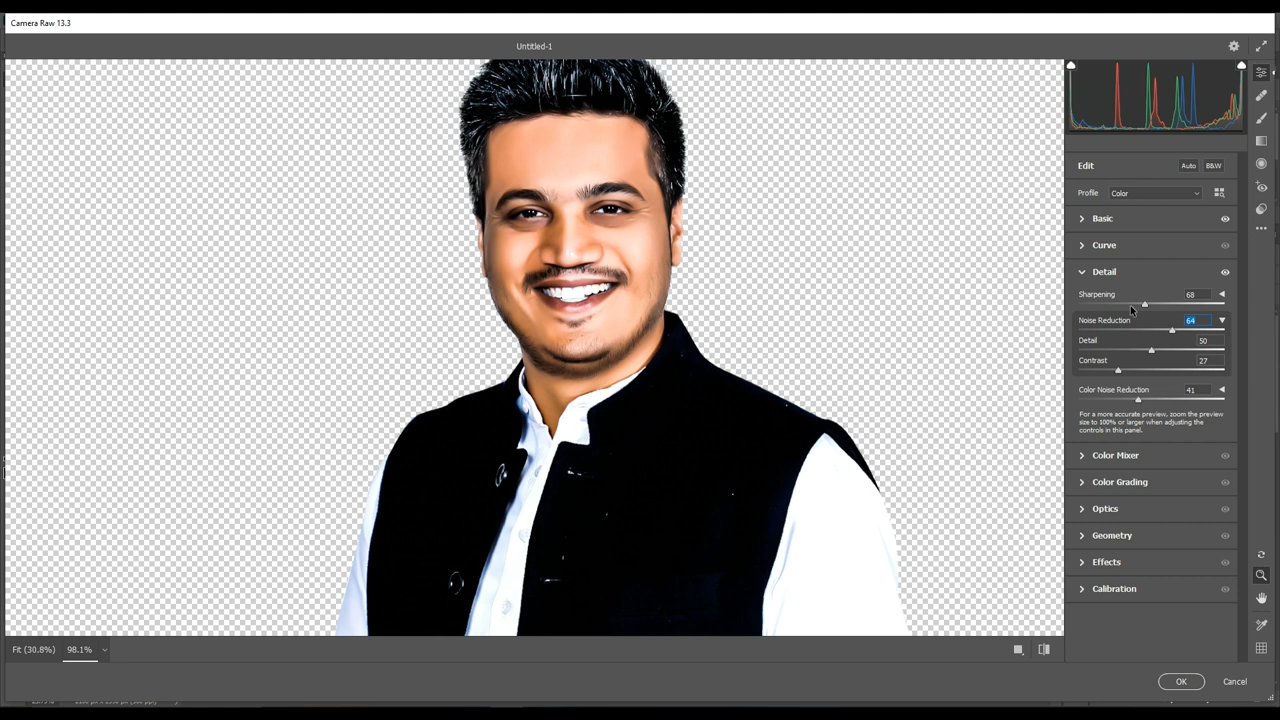 Camera Raw 13.3
Untitled-1
Edit
Auto
B&W
Profile
Color
Basic
Curve
Detail
Sharpening
68
Noise Reduction
64
Detail
50
Contrast
27
Color Noise Reduction
41
For a more accurate preview, zoom the preview
size to 100% or larger when adjusting the
controls in this panel.
Color Mixer
Color Grading
Optics
Geometry
Effects
Calibration
Fit (30.8%)
98.1%
OK
Cancel